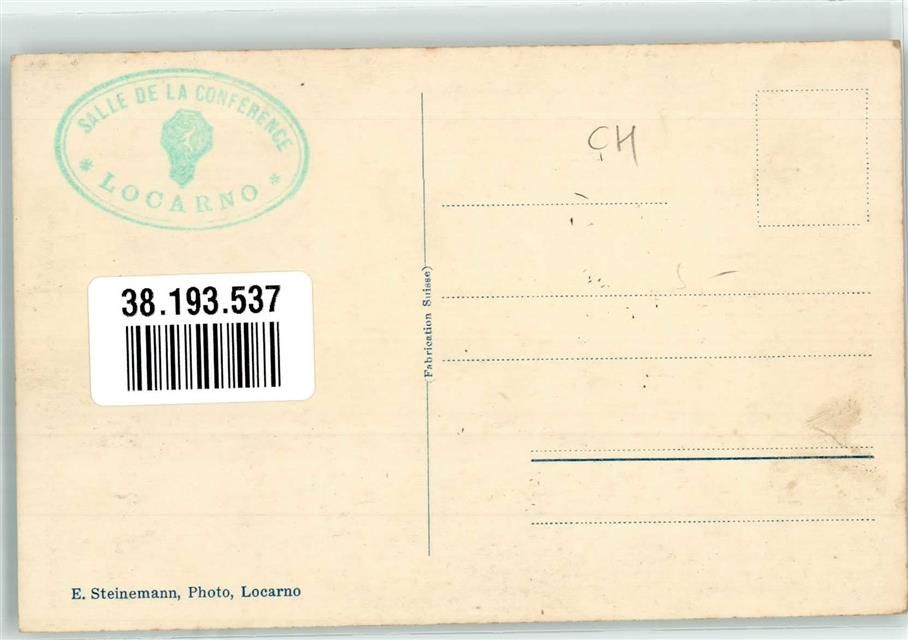 SALLE DE LA CONFÉRENCE
* LOCARNO *
CH
38.193.537
(Fabrication Suisse)
E. Steinemann, Photo, Locarno